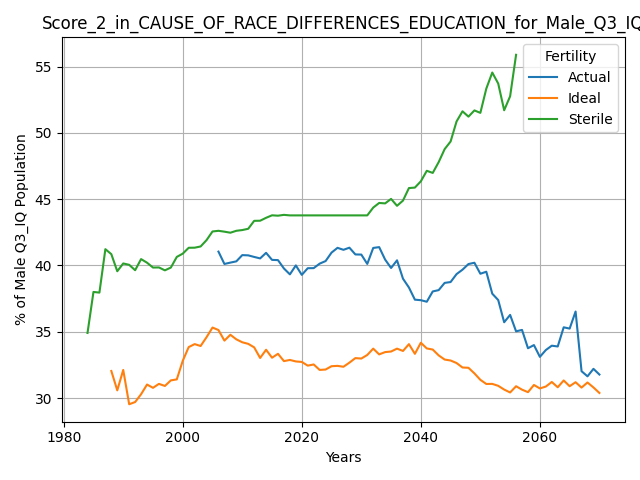 Score_2_in_CAUSE_OF_RACE_DIFFERENCES_EDUCATION_for_Male_Q3_IQ
Fertility
Actual
Ideal
Sterile
% of Male Q3_IQ Population
55
50
45
40
35
30
1980 2000 2020 2040 2060
Years